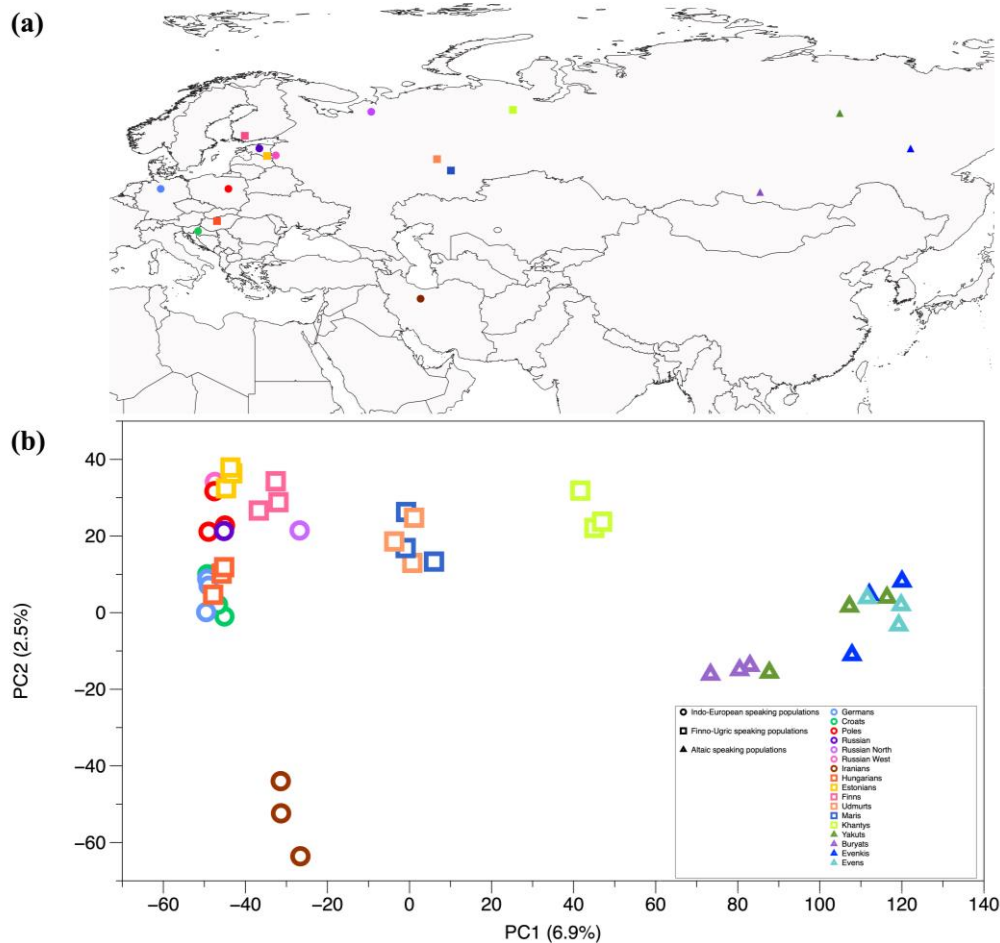 (a)
(b)
40
20
0
−20
−40
−60
PC2 (2.5%)
−60
−40
−20
0
20
40
60
80
100
120
140
PC1 (6.9%)
Indo-European speaking populations
Finno-Ugric speaking populations
Altaic speaking populations
Germans
Croats
Poles
Russian
Russian North
Russian West
Iranians
Hungarians
Estonians
Finns
Udmurts
Maris
Khantys
Yakuts
Buryats
Evenkis
Evens